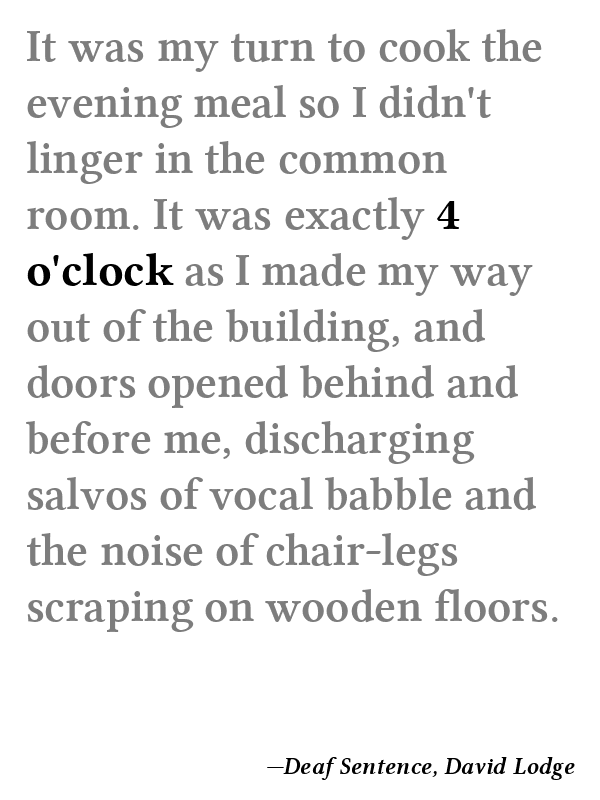 It was my turn to cook the
evening meal so I didn't
linger in the common
room. It was exactly 4
o'clock as I made my way
out of the building, and
doors opened behind and
before me, discharging
salvos of vocal babble and
the noise of chair-legs
scraping on wooden floors.
—Deaf Sentence, David Lodge